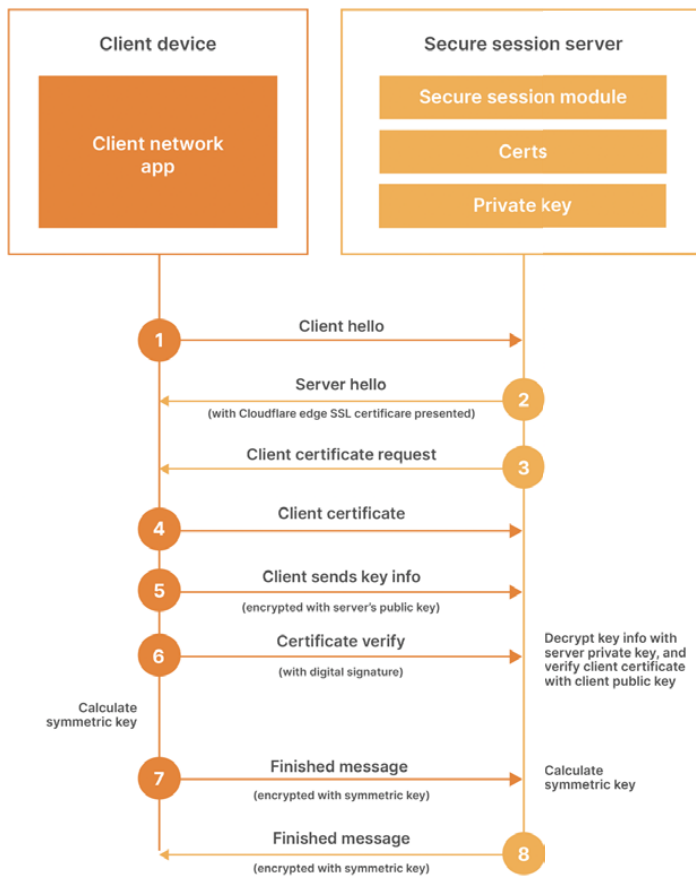 Client device
Secure session server
Client network
app
Secure session module
Certs
Private key
1
Client hello
Server hello
(with Cloudflare edge SSL certificare presented)
2
Client certificate request
3
4
Client certificate
5
Client sends key info
(encrypted with server's public key)
6
Certificate verify
(with digital signature)
Decrypt key info with
server private key, and
verify client certificate
with client public key
Calculate
symmetric key
7
Finished message
(encrypted with symmetric key)
Calculate
symmetric key
Finished message
(encrypted with symmetric key)
8